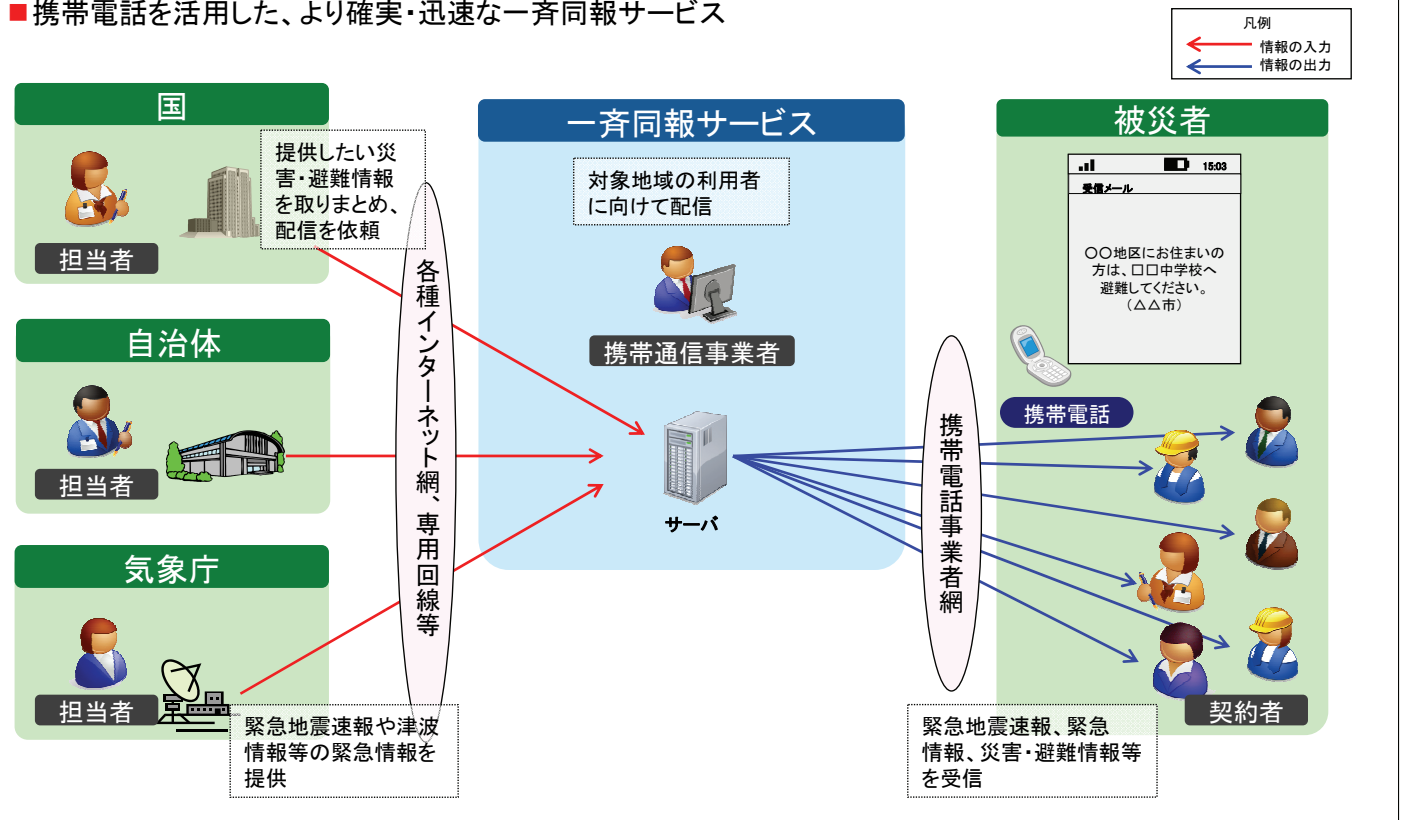 ■携帯電話を活用した、より確実・迅速な一斉同報サービス
凡例
情報の入力
情報の出力
国
提供したい災
害・避難情報
を取りまとめ、
配信を依頼
担当者
自治体
担当者
気象庁
担当者
緊急地震速報や津波
情報等の緊急情報を
提供
各種インターネット網、専用回線等
一斉同報サービス
対象地域の利用者
に向けて配信
携帯通信事業者
サーバ
携帯電話事業者網
被災者
15:03
受信メール
〇〇地区にお住まいの
方は、口口中学校へ
避難してください。
（△△市）
携帯電話
契約者
緊急地震速報、緊急
情報、災害・避難情報等
を受信